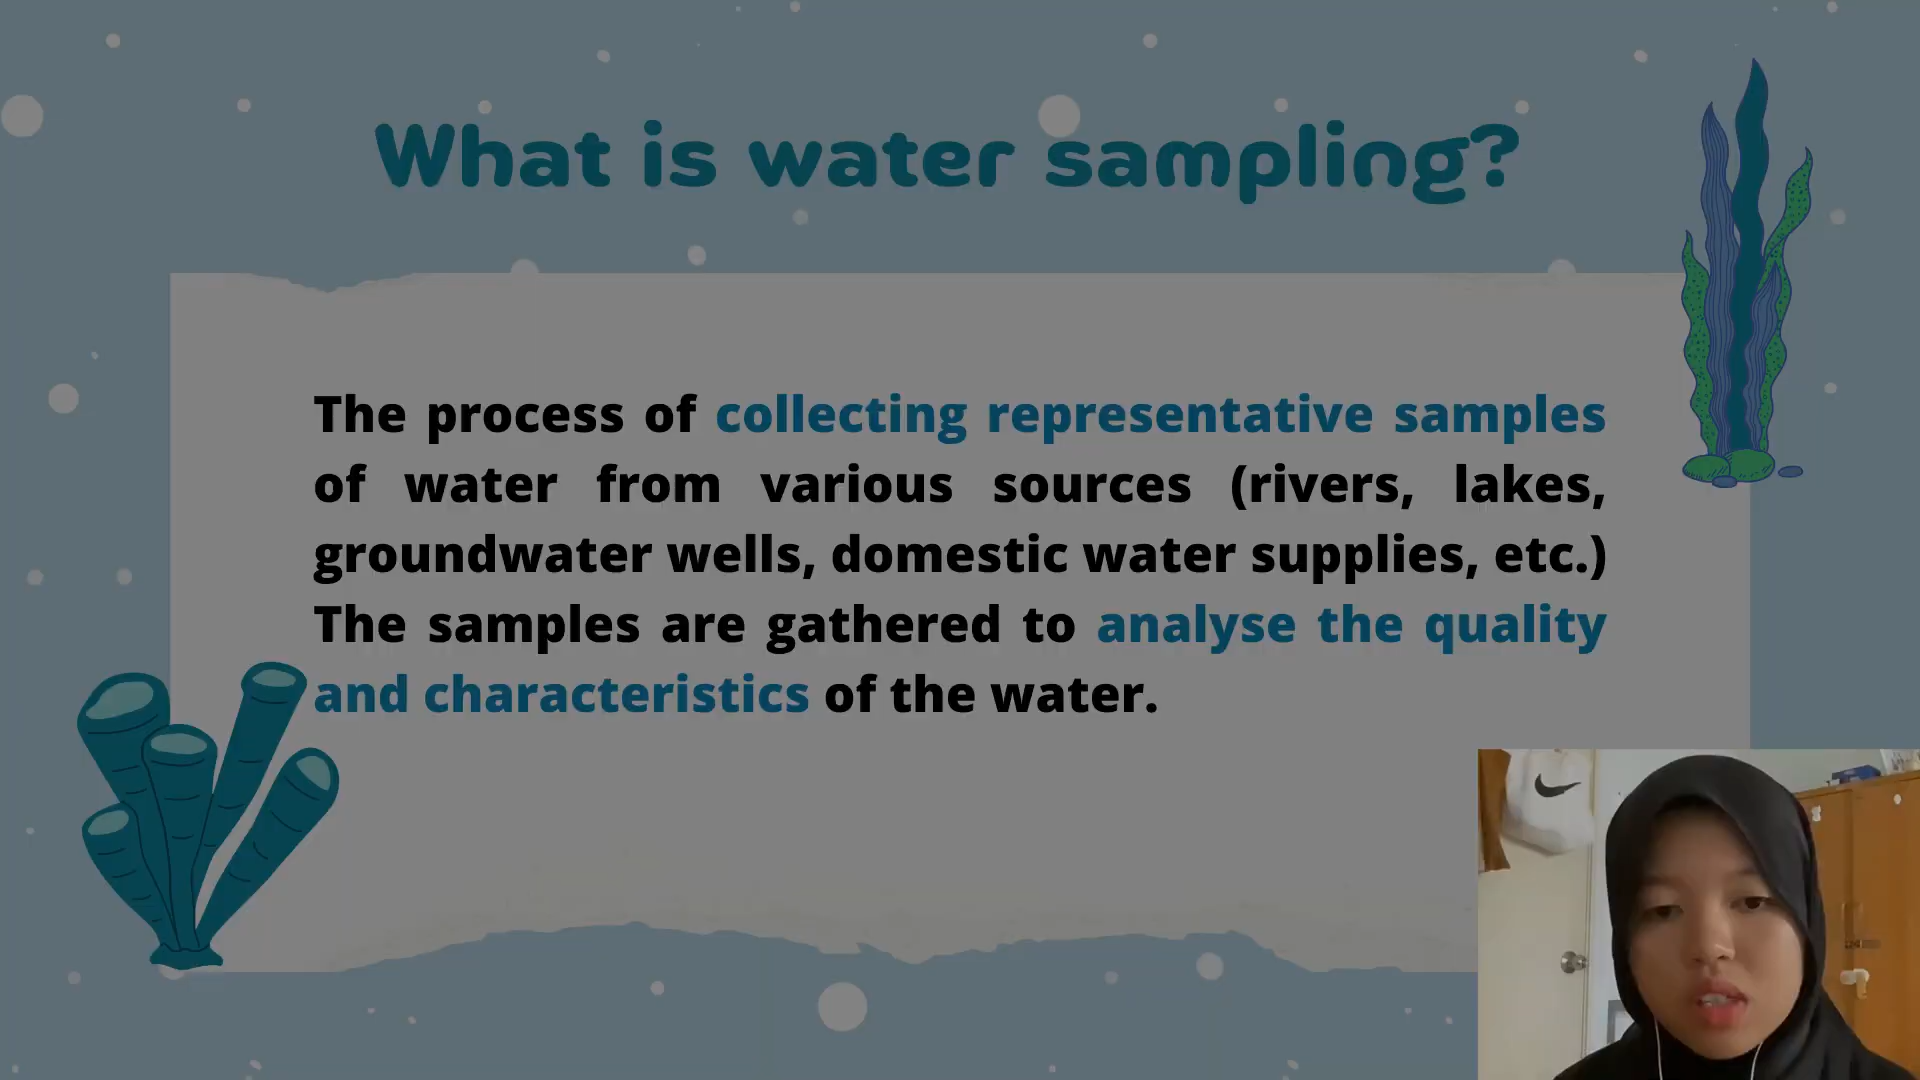 What is water sampling?
The process of collecting representative samples
of water from various sources (rivers, lakes,
groundwater wells, domestic water supplies, etc.)
The samples are gathered to analyse the quality
and characteristics of the water.